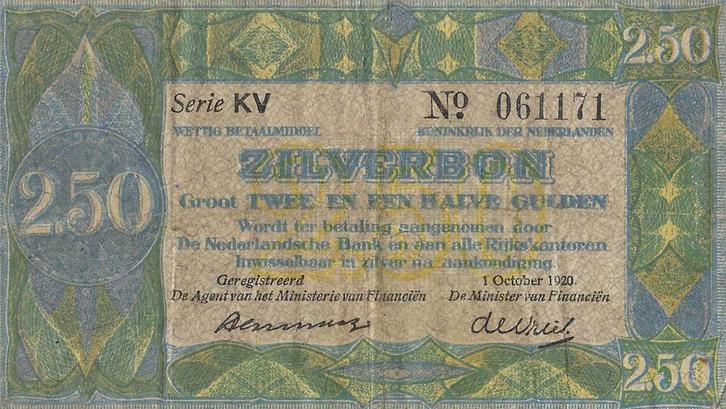 2.50
Serie KV Nº 061171
WETTIG BETAALMIDDEL KONINKRIJK DER NEDERLANDEN
ZILVERBON
2.50
Groot TWEE EN EEN HALVE GULDEN
Wordt ter betaling aangenomen door
De Nederlandsche Bank en aan alle Rijkskantoren
Inwisselbaar in zilver na aankondiging.
Geregistreerd 1 October 1920.
De Agent van het Ministerie van Financiën De Minister van Financiën
de Vries
2.50